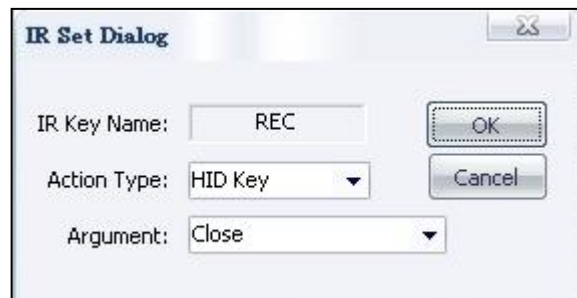 IR Set Dialog
IR Key Name: REC OK
Action Type: HID Key Cancel
Argument: Close